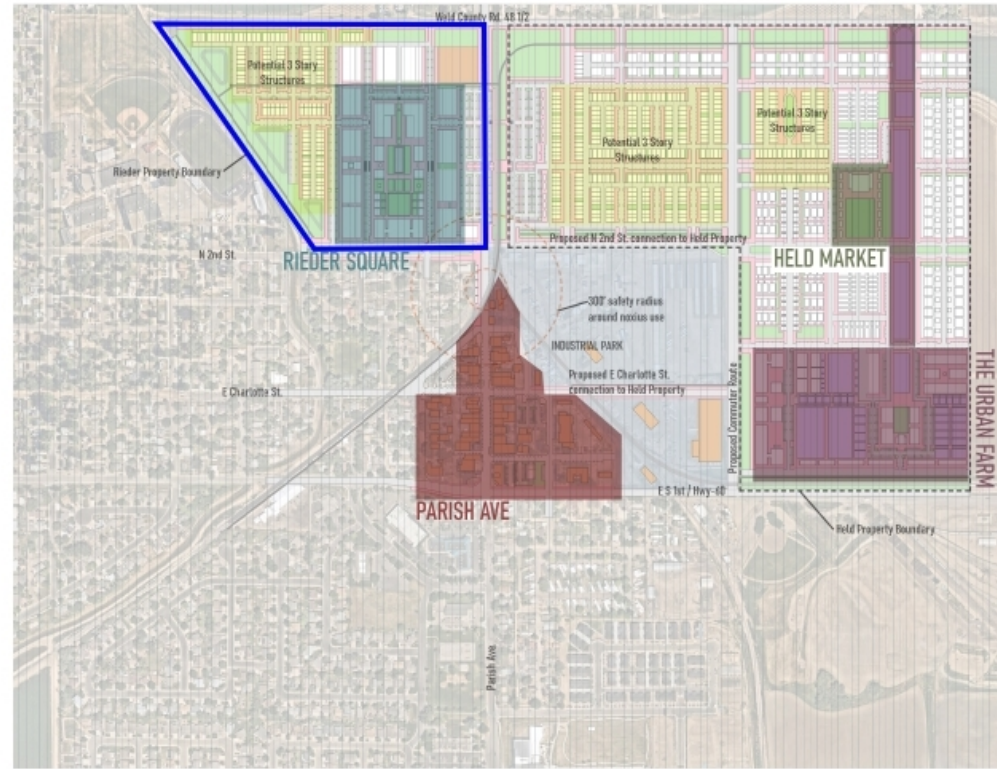 Weld County Rd. 48 1/2
Potential 3 Story
Structures
Potential 3 Story
Structures
Potential 3 Story
Structures
Rieder Property Boundary
N 2nd St.
RIEDER SQUARE
Proposed N 2nd St. connection to Held Property
HELD MARKET
300' safety radius
around noxius use
INDUSTRIAL PARK
Proposed E Charlotte St.
connection to Held Property
E Charlotte St.
Proposed Commuter Route
THE URBAN FARM
E S 1st / Hwy-60
PARISH AVE
Held Property Boundary
Parish Ave.